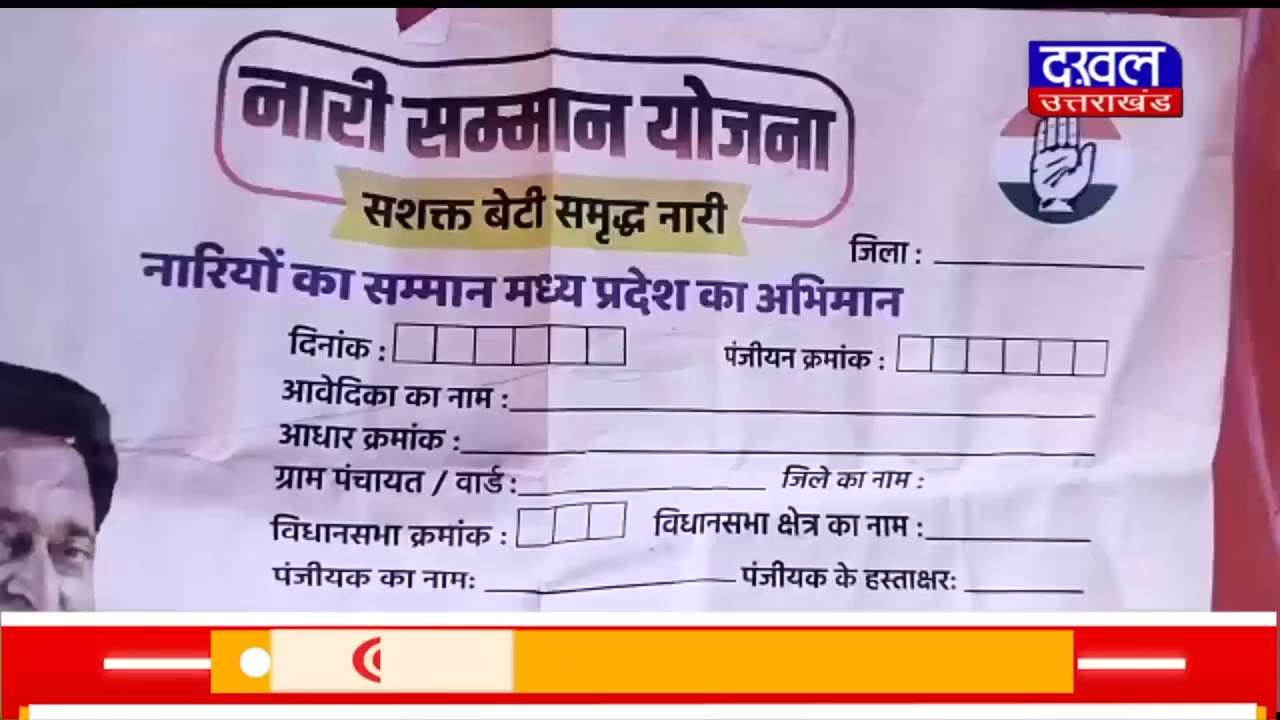 दख़ल
उत्तराखंड
नारी सम्मान योजना
सशक्त बेटी समृद्ध नारी
जिला :
नारियों का सम्मान मध्य प्रदेश का अभिमान
दिनांक : पंजीयन क्रमांक :
आवेदिका का नाम :
आधार क्रमांक :
ग्राम पंचायत / वार्ड : जिले का नाम :
विधानसभा क्रमांक : विधानसभा क्षेत्र का नाम :
पंजीयक का नाम: पंजीयक के हस्ताक्षर: